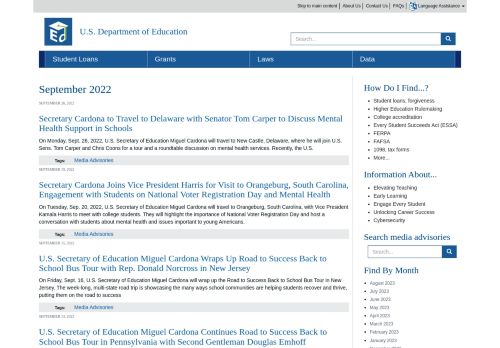 Skip to main content | About Us | Contact Us | FAQs | Language Assistance
U.S. Department of Education
Search...
Student Loans
Grants
Laws
Data
September 2022
SEPTEMBER 26, 2022
Secretary Cardona to Travel to Delaware with Senator Tom Carper to Discuss Mental
Health Support in Schools
On Monday, Sept. 26, 2022, U.S. Secretary of Education Miguel Cardona will travel to New Castle, Delaware, where he will join U.S.
Sens. Tom Carper and Chris Coons for a tour and a roundtable discussion on mental health services. Recently, the U.S.
Tags: Media Advisories
Secretary Cardona Joins Vice President Harris for Visit to Orangeburg, South Carolina,
Engagement with Students on National Voter Registration Day and Mental Health
On Tuesday, Sep. 20, 2022, U.S. Secretary of Education Miguel Cardona will travel to Orangeburg, South Carolina, with Vice President
Kamala Harris to meet with college students. They will highlight the importance of National Voter Registration Day and host a
conversation with students about mental health and issues important to young Americans.
Tags: Media Advisories
U.S. Secretary of Education Miguel Cardona Wraps Up Road to Success Back to
School Bus Tour with Rep. Donald Norcross in New Jersey
On Friday, Sept. 16, U.S. Secretary of Education Miguel Cardona will wrap up the Road to Success Back to School Bus Tour in New
Jersey. The week-long, multi-state road trip is showcasing the many ways school communities are helping students recover and thrive,
putting them on the road to success
Tags: Media Advisories
U.S. Secretary of Education Miguel Cardona Continues Road to Success Back to
School Bus Tour in Pennsylvania with Second Gentleman Douglas Emhoff
How Do I Find...?
Student loans, forgiveness
Higher Education Rulemaking
College accreditation
Every Student Succeeds Act (ESSA)
FERPA
FAFSA
1098, tax forms
More...
Information About...
Elevating Teaching
Early Learning
Engage Every Student
Unlocking Career Success
Cybersecurity
Search media advisories
Search...
Find By Month
August 2023
July 2023
June 2023
May 2023
April 2023
March 2023
February 2023
January 2023